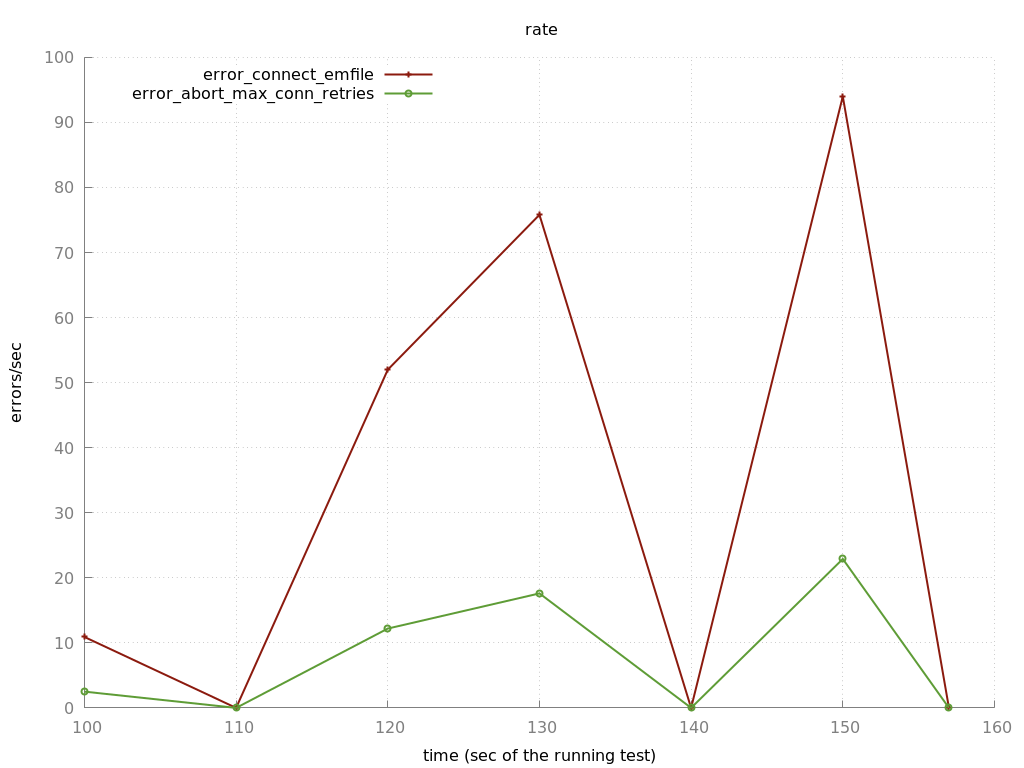 rate
100
90
80
70
60
50
40
30
20
10
0
error_connect_emfile
error_abort_max_conn_retries
errors/sec
100 110 120 130 140 150 160
time (sec of the running test)